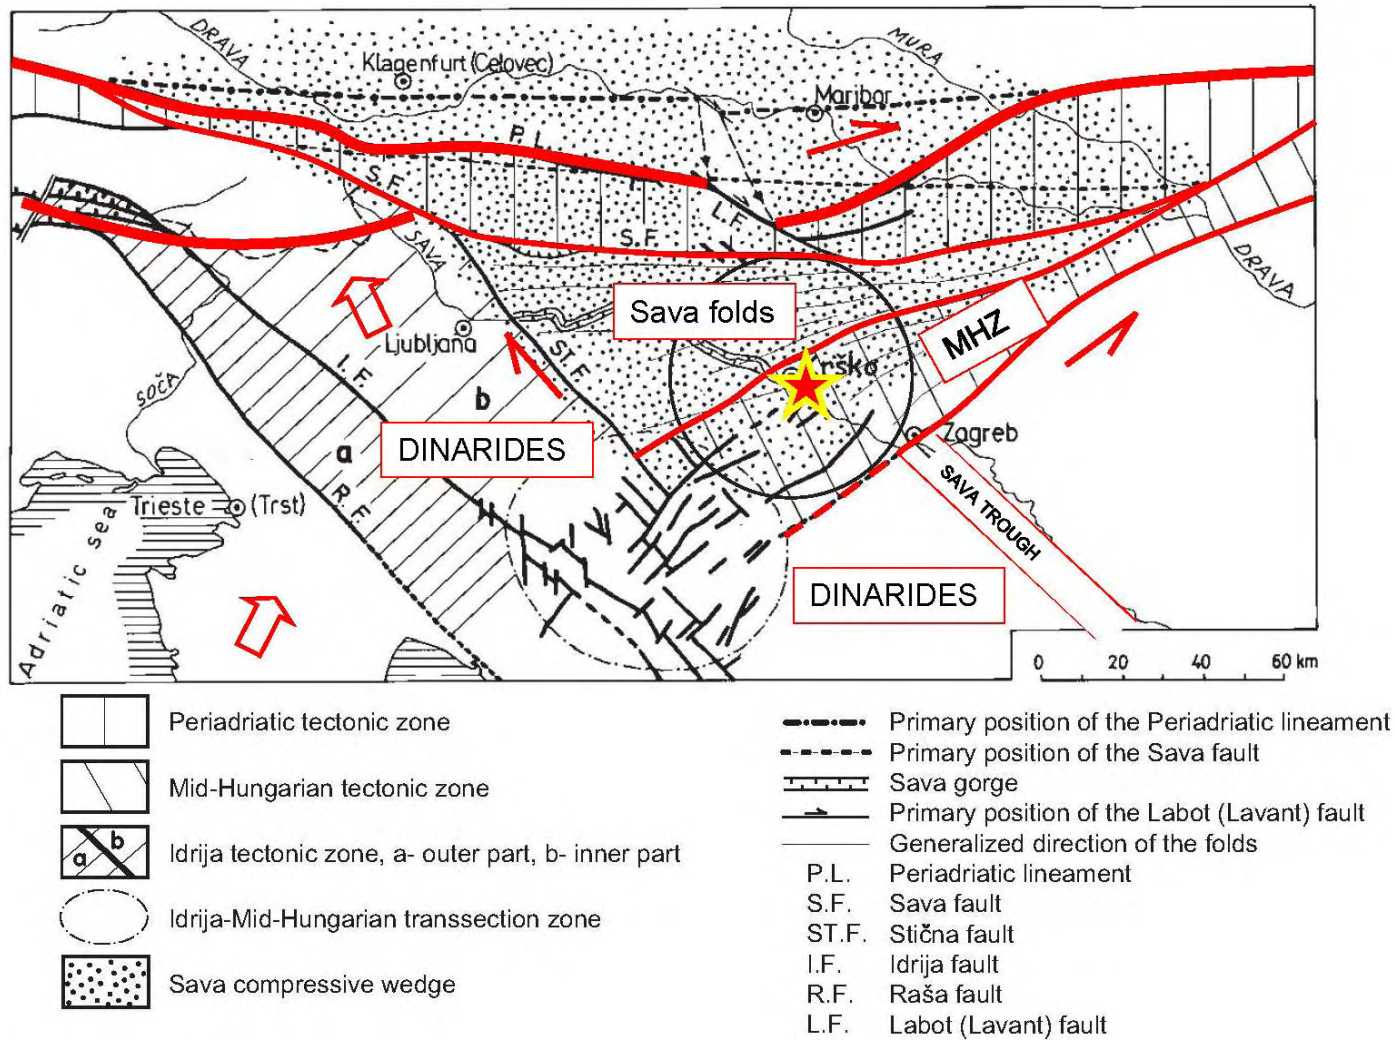 DRAVA
MURA
Klagenfurt (Celovec)
Maribor
P.L.
S.F.
L.F.
S.F.
SAVA
DRAVA
Sava folds
MHZ
Ljubljana
ST.F.
I.F.
SOČA
b
ršко
DINARIDES
a
Zagreb
Trieste (Trst)
R.F.
SAVA TROUGH
Adriatic sea
DINARIDES
0 20 40 60 km
Periadriatic tectonic zone
Mid-Hungarian tectonic zone
a b
Idrija tectonic zone, a- outer part, b- inner part
Idrija-Mid-Hungarian transsection zone
Sava compressive wedge
Primary position of the Periadriatic lineament
Primary position of the Sava fault
Sava gorge
Primary position of the Labot (Lavant) fault
Generalized direction of the folds
P.L. Periadriatic lineament
S.F. Sava fault
ST.F. Stična fault
I.F. Idrija fault
R.F. Raša fault
L.F. Labot (Lavant) fault